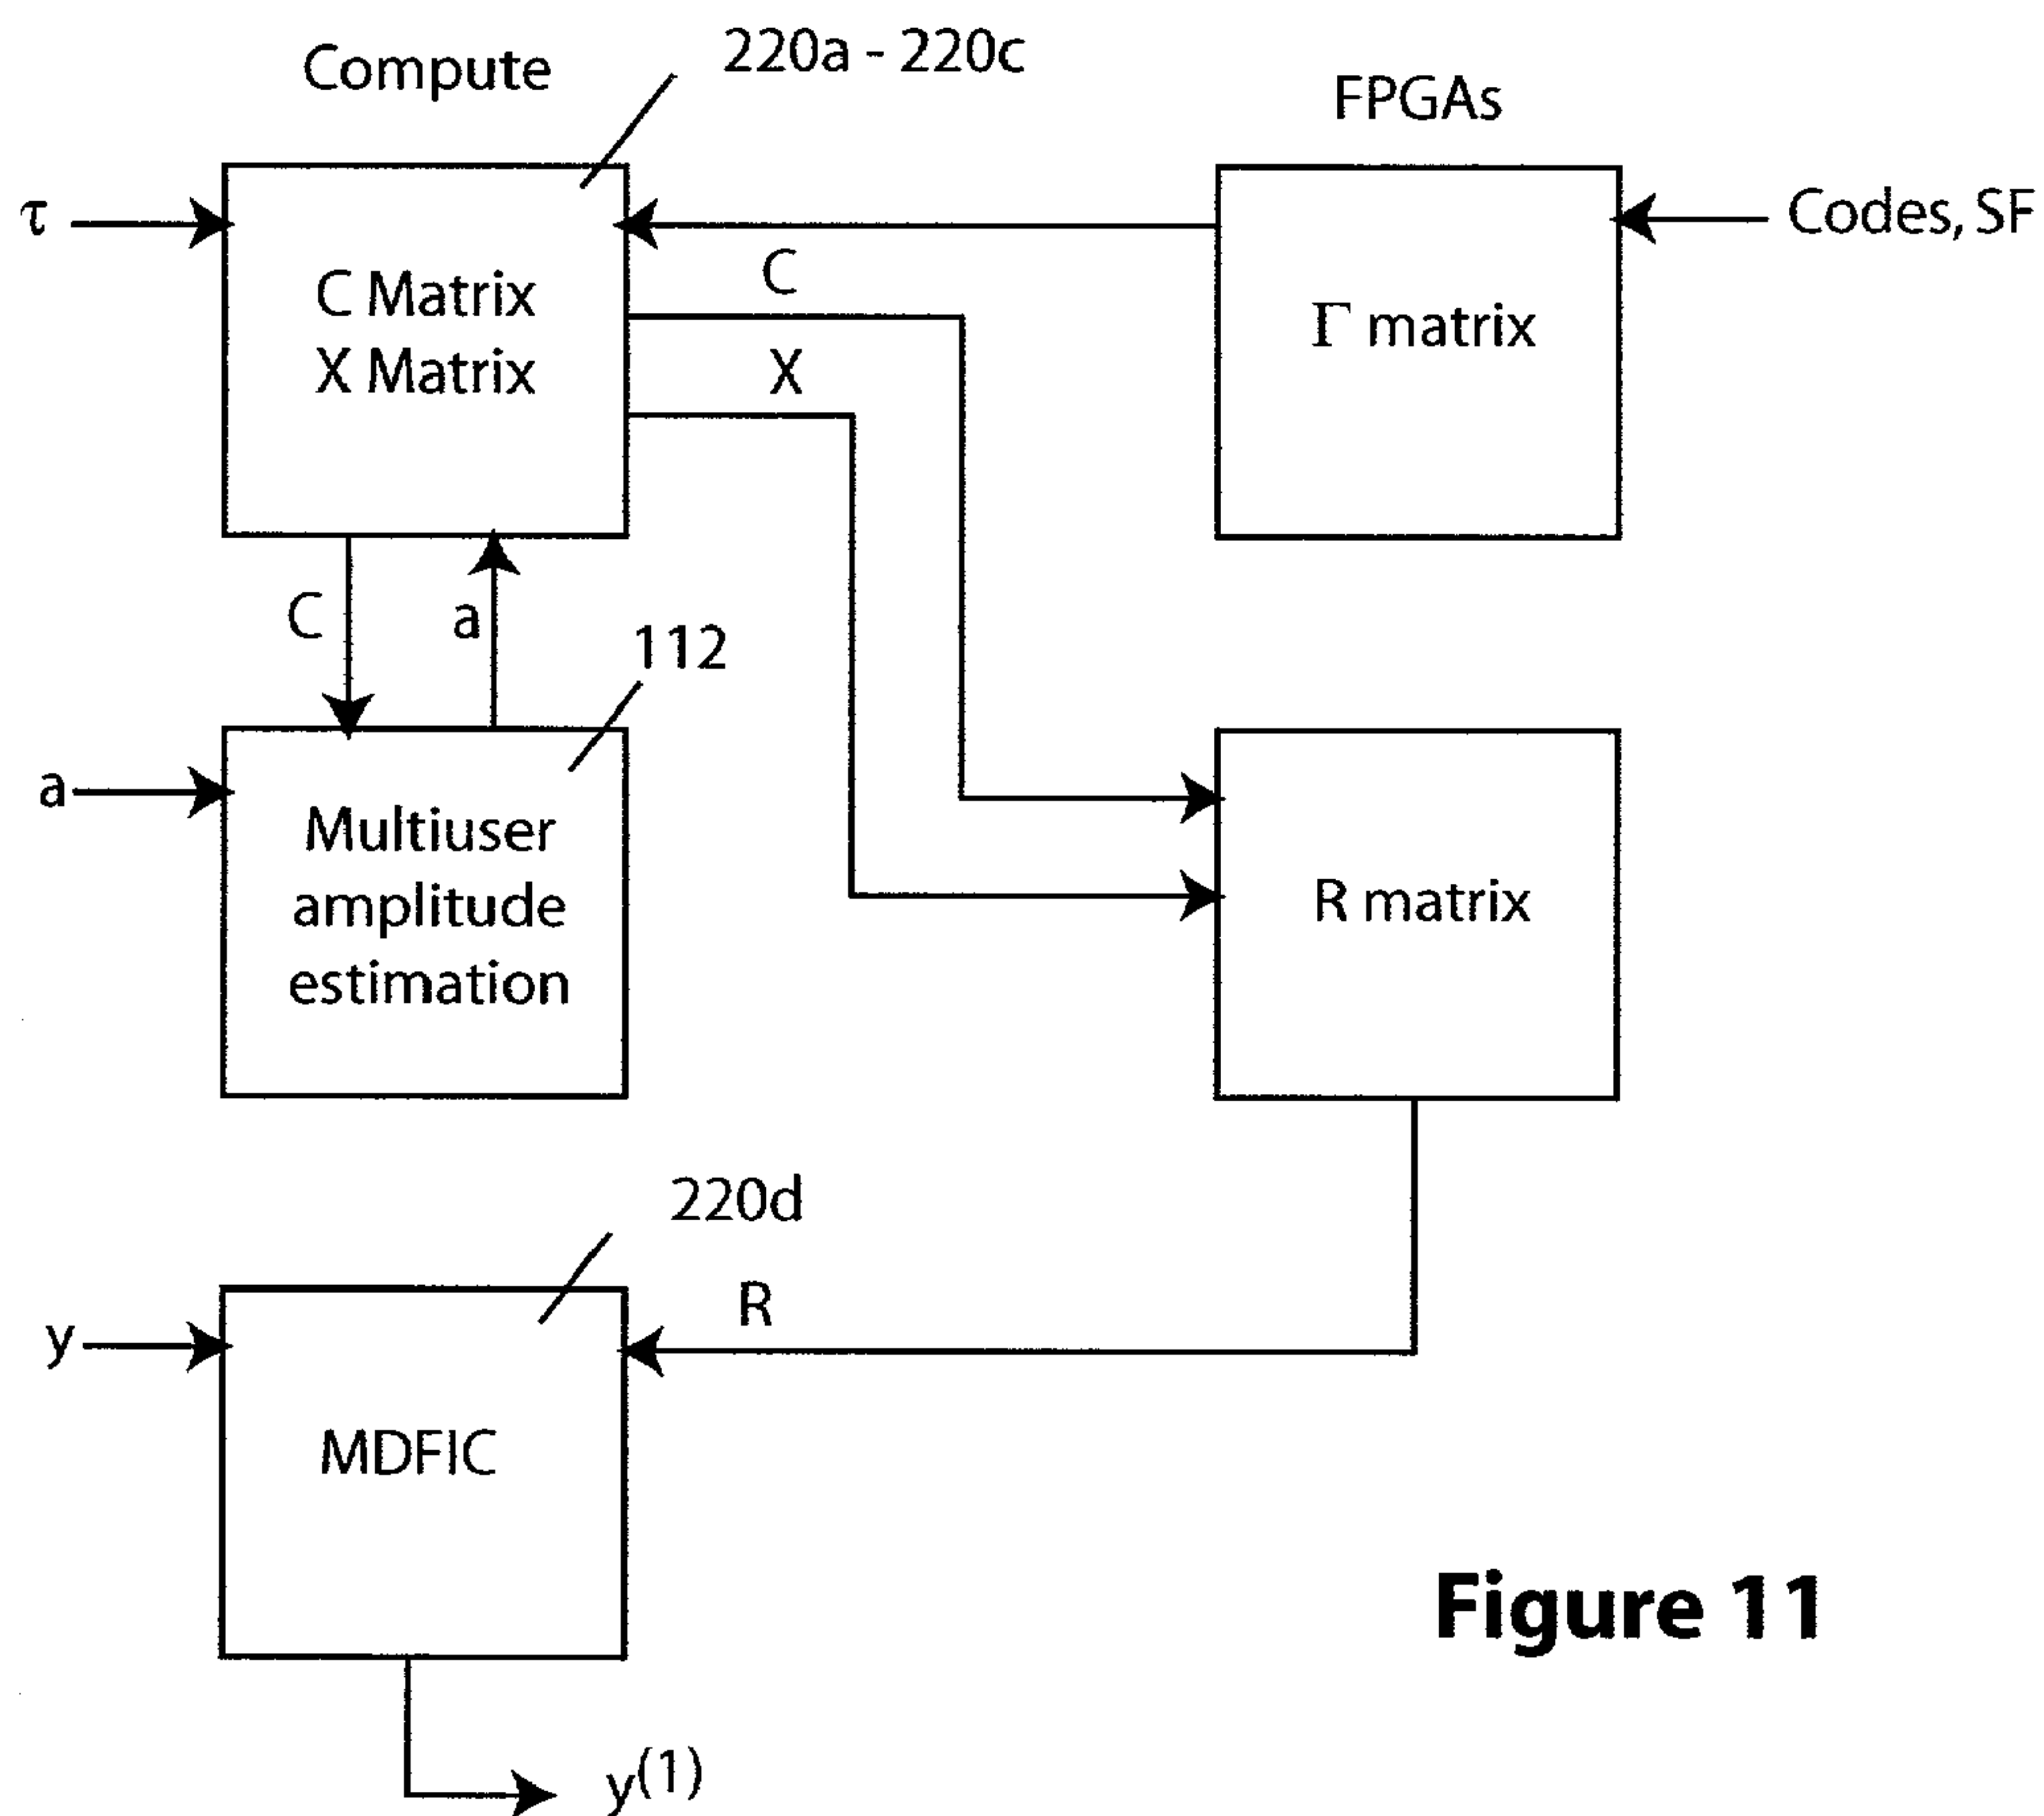 Compute
220a - 220c
FPGAs
τ
Codes, SF
C Matrix
X Matrix
C
X
Γ matrix
C
a
112
a
Multiuser
amplitude
estimation
R matrix
220d
R
y
MDFIC
Figure 11
y(1)